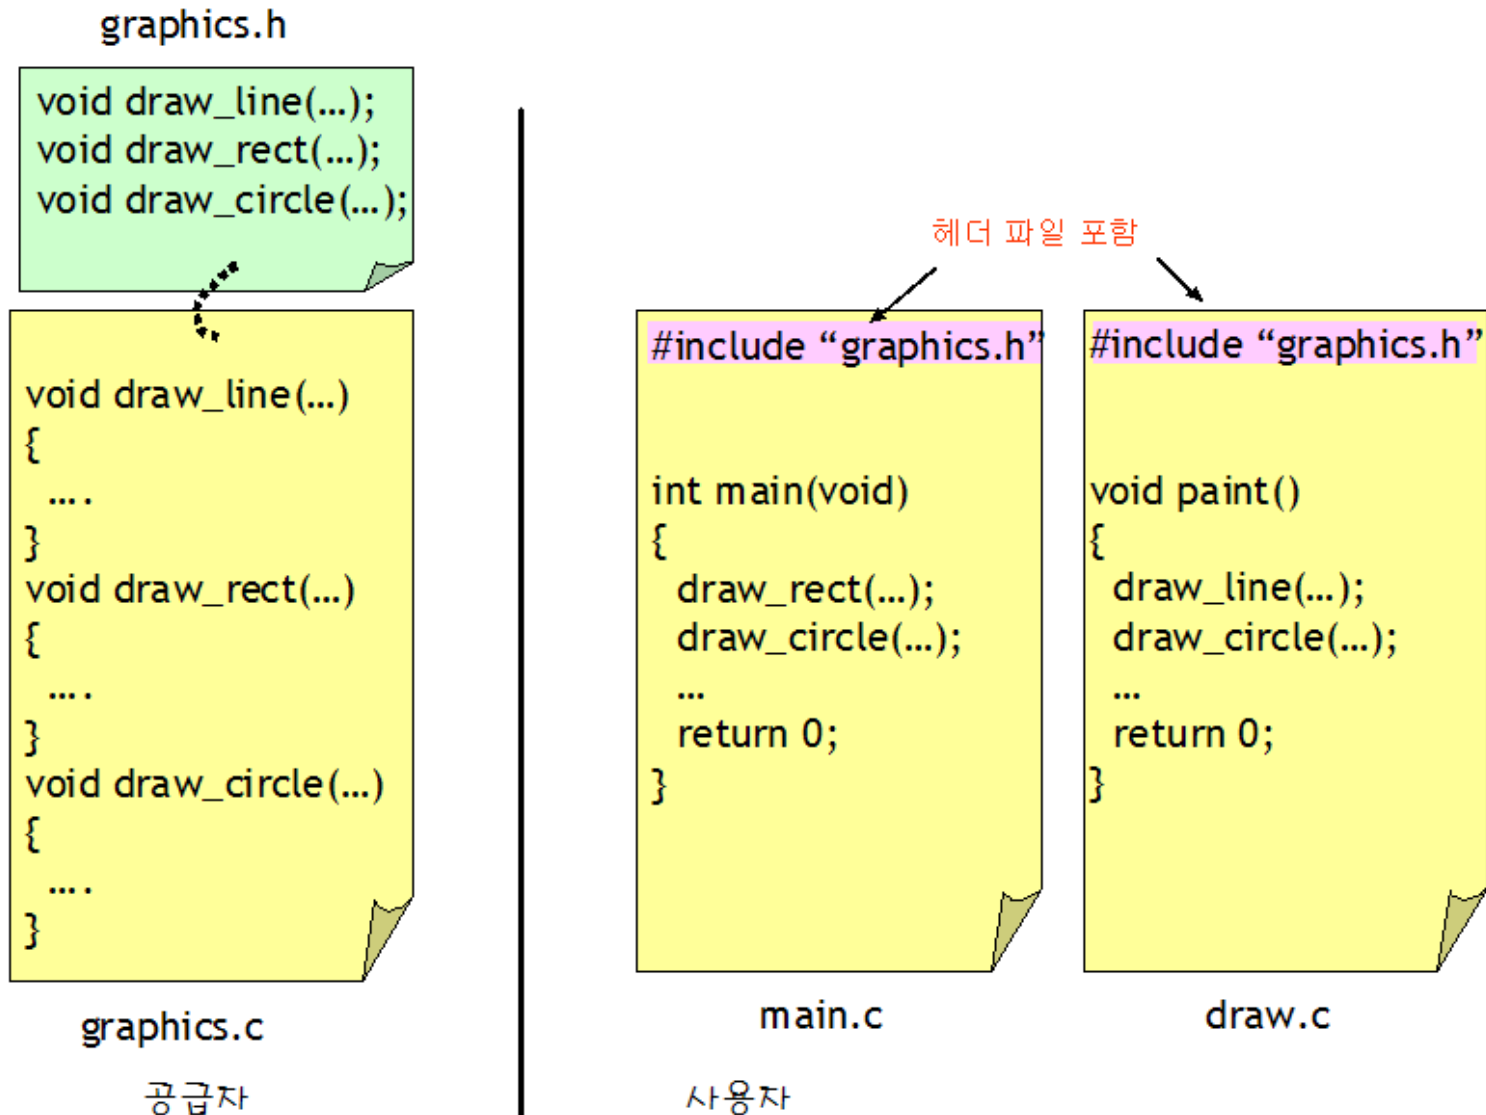 graphics.h
void draw_line(...);
void draw_rect(...);
void draw_circle(...);
void draw_line(...)
{
....
}
void draw_rect(...)
{
....
}
void draw_circle(...)
{
....
}
graphics.c
공급자
헤더 파일 포함
#include “graphics.h”
int main(void)
{
draw_rect(...);
draw_circle(...);
...
return 0;
}
main.c
#include “graphics.h”
void paint()
{
draw_line(...);
draw_circle(...);
...
return 0;
}
draw.c
사용자